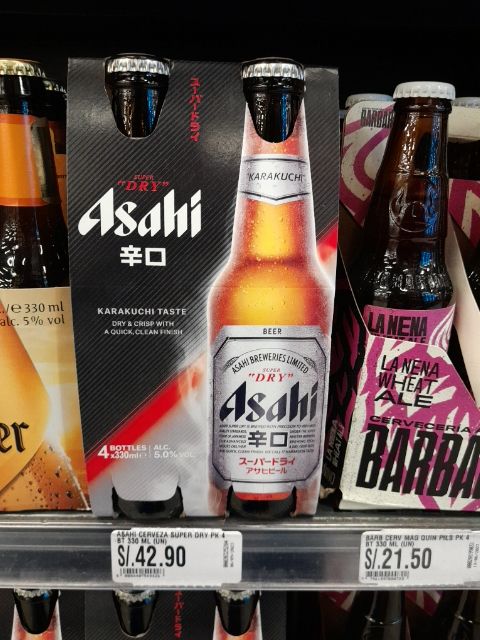 ../e 330 ml
alc. 5% vol
er
スーパードライ
SUPER
"DRY"
Asahi
辛口
KARAKUCHI TASTE
DRY & CRISP WITH
A QUICK, CLEAN FINISH
4 BOTTLES
x330ml e
ALC.
5.0% VOL
"KARAKUCHI"
BEER
ASAHI BREWERIES LIMITED
SUPER
"DRY"
Asahi
辛口
スーパードライ
アサヒビール
BARBA
LA NENA
LA NENA
WHEAT
ALE
CERVECERIA
BARBA
ASAHI CERVEZA SUPER DRY PK 4
BT 330 ML (UN)
S/.42.90
BARB CERV MAG QUIN PILS PK 4
BT 330 ML (UN)
S/.21.50